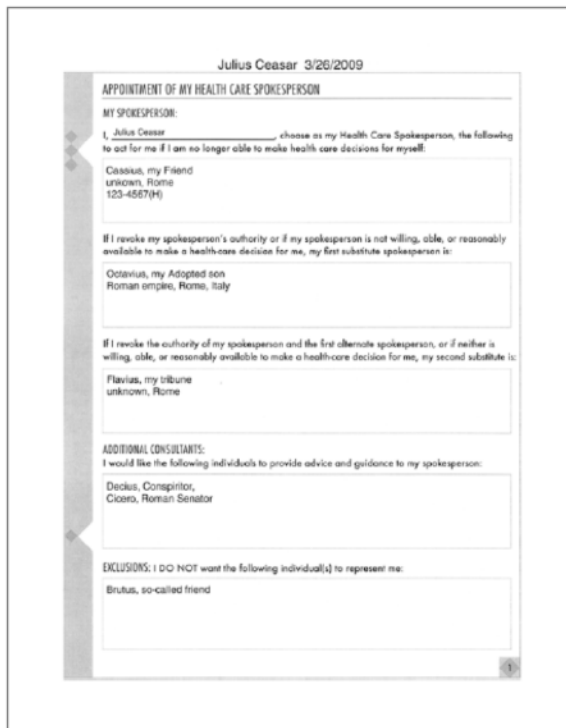 Julius Ceasar 3/26/2009
APPOINTMENT OF MY HEALTH CARE SPOKESPERSON
MY SPOKESPERSON:
I, Julius Ceasar, choose as my Health Care Spokesperson, the following
to act for me if I am no longer able to make health care decisions for myself:
Cassius, my Friend
unkown, Rome
123-4567(H)
If I revoke my spokesperson's authority or if my spokesperson is not willing, able, or reasonably
available to make a health-care decision for me, my first substitute spokesperson is:
Octavius, my Adopted son
Roman empire, Rome, Italy
If I revoke the authority of my spokesperson and the first alternate spokesperson, or if neither is
willing, able, or reasonably available to make a health-care decision for me, my second substitute is:
Flavius, my tribune
unknown, Rome
ADDITIONAL CONSULTANTS:
I would like the following individuals to provide advice and guidance to my spokesperson:
Decius, Conspiritor,
Cicero, Roman Senator
EXCLUSIONS: I DO NOT want the following individual(s) to represent me:
Brutus, so-called friend
1